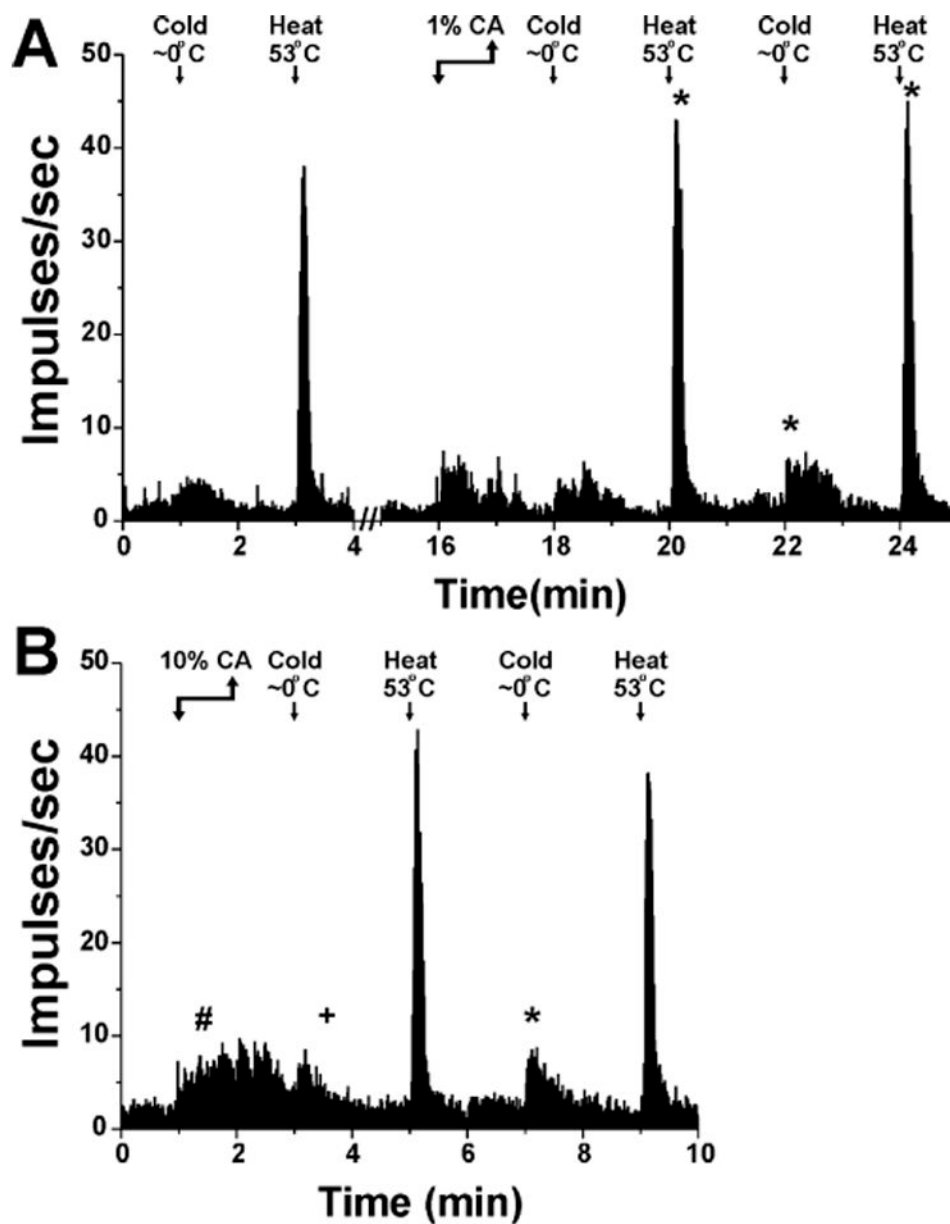 A
Cold Heat 1% CA Cold Heat Cold Heat
~0°C 53°C ~0°C 53°C ~0°C 53°C
50
40
30
20
10
0
Impulses/sec
* * *
0 2 4 // 16 18 20 22 24
Time(min)
B
10% CA Cold Heat Cold Heat
~0°C 53°C ~0°C 53°C
50
40
30
20
10
0
Impulses/sec
# + *
0 2 4 6 8 10
Time (min)